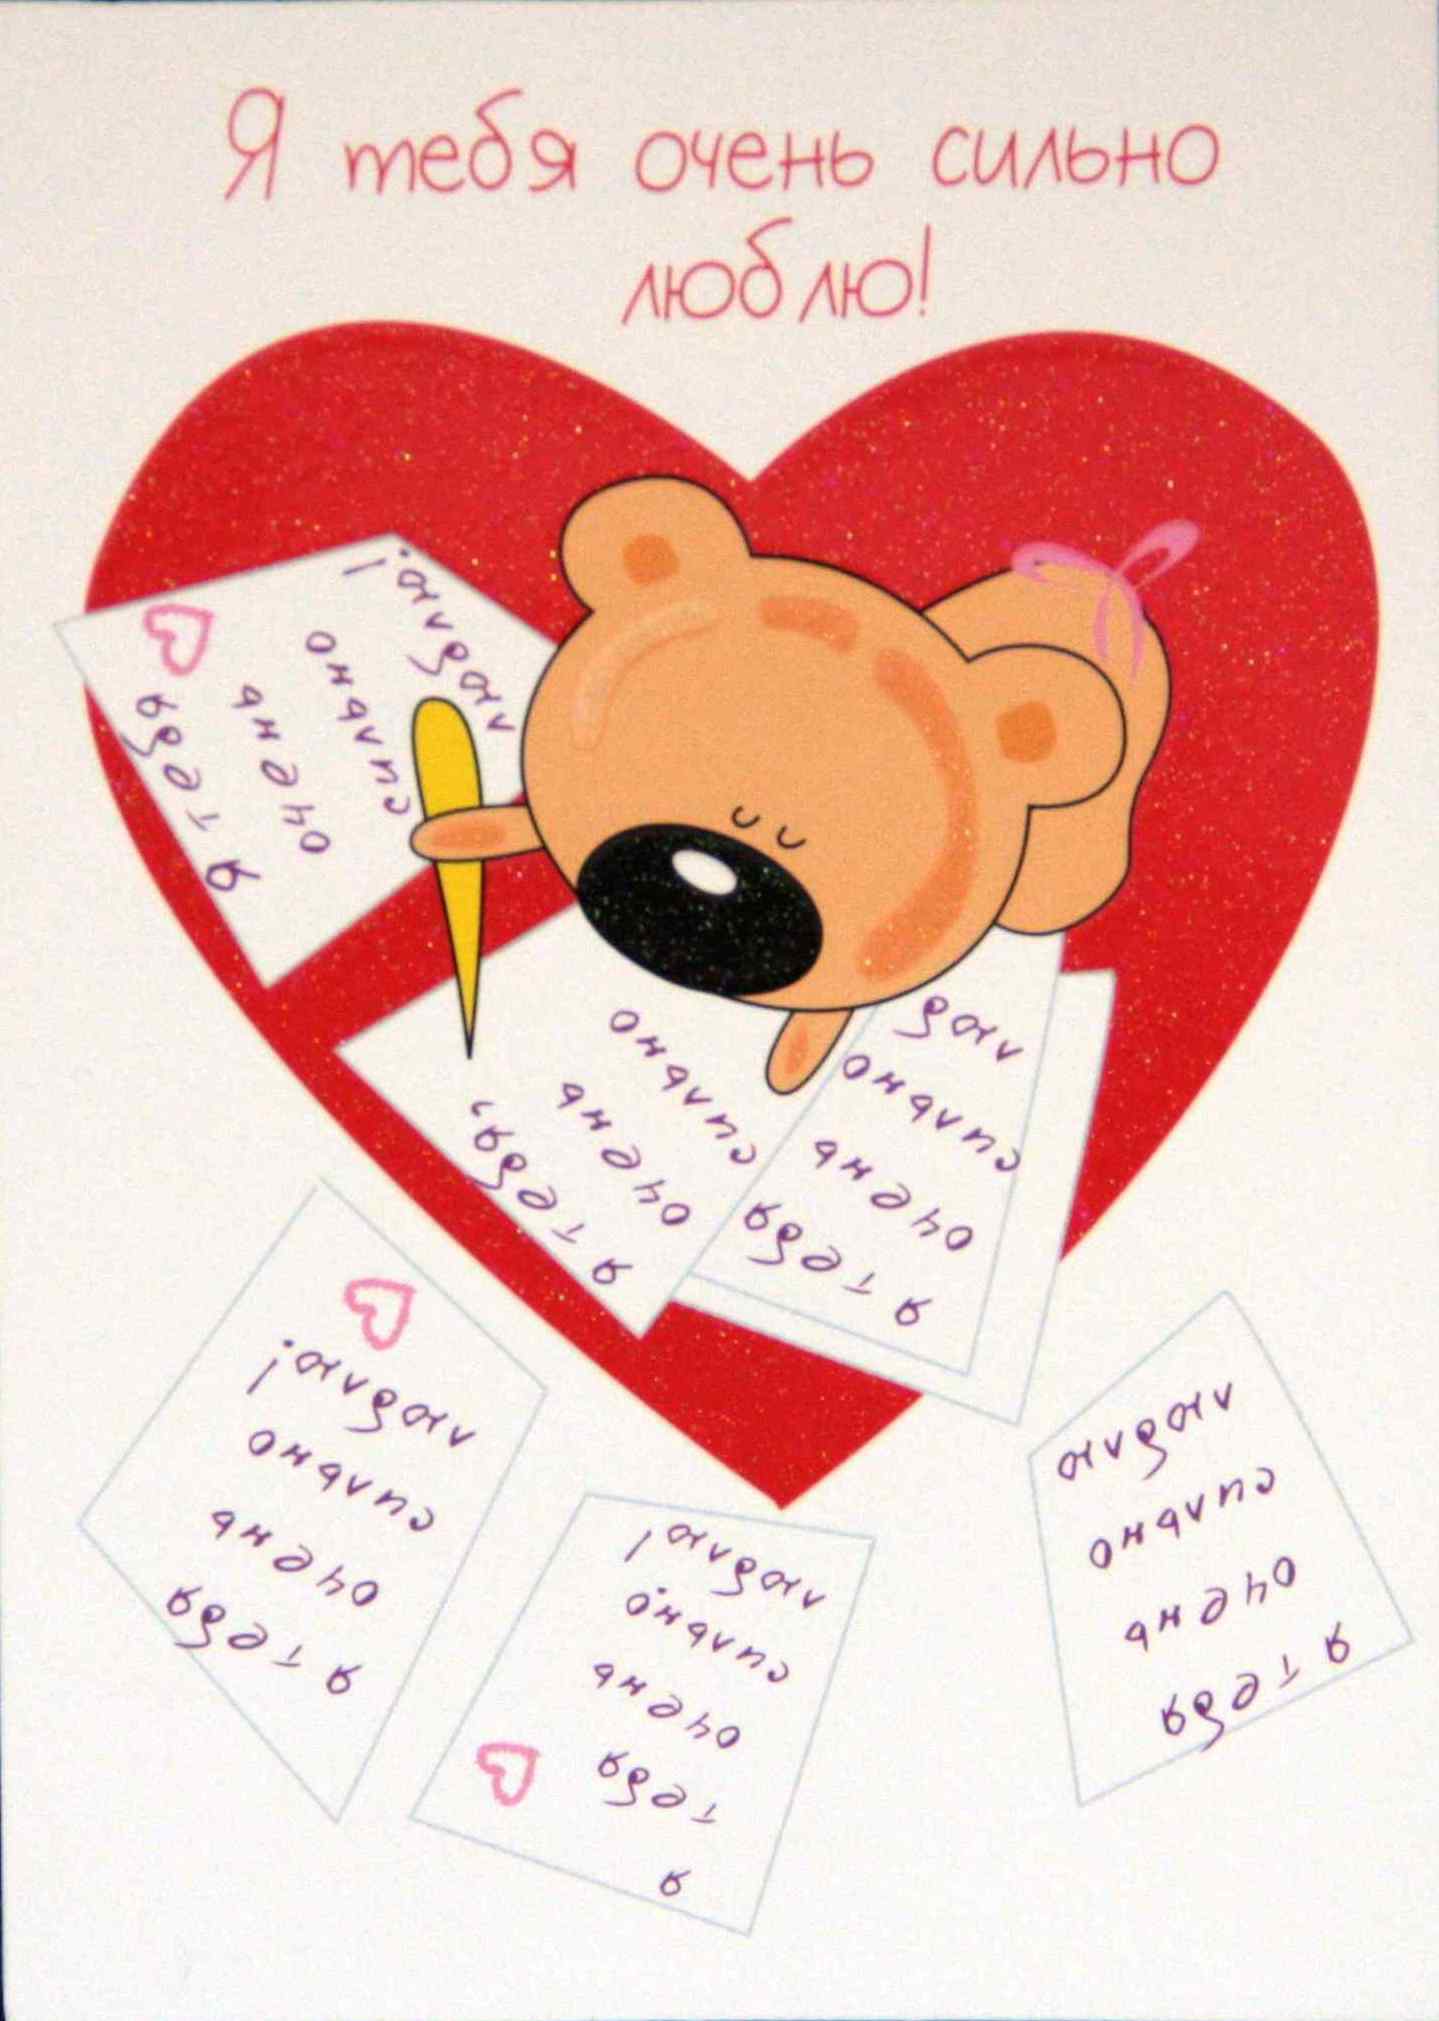 Я тебя очень сильно
люблю!
я тебя
очень
сильно
люблю!
я тебя
очень
сильно
я тебя
очень
сильно
люб
я тебя
очень
сильно
люблю!
я
тебя
очень
сильно
люблю!
я тебя
очень
сильно
люблю